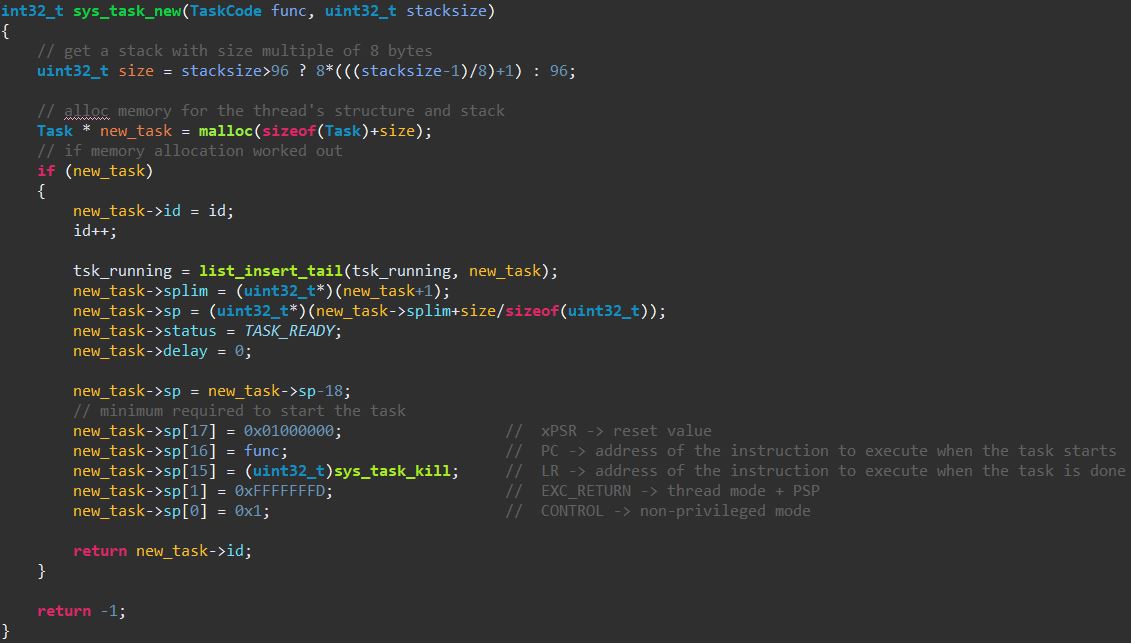 int32_t sys_task_new(TaskCode func, uint32_t stacksize)
{
    // get a stack with size multiple of 8 bytes
    uint32_t size = stacksize>96 ? 8*(((stacksize-1)/8)+1) : 96;

    // alloc memory for the thread's structure and stack
    Task * new_task = malloc(sizeof(Task)+size);
    // if memory allocation worked out
    if (new_task)
    {
        new_task->id = id;
        id++;

        tsk_running = list_insert_tail(tsk_running, new_task);
        new_task->splim = (uint32_t*)(new_task+1);
        new_task->sp = (uint32_t*)(new_task->splim+size/sizeof(uint32_t));
        new_task->status = TASK_READY;
        new_task->delay = 0;

        new_task->sp = new_task->sp-18;
        // minimum required to start the task
        new_task->sp[17] = 0x01000000;                  //  xPSR -> reset value
        new_task->sp[16] = func;                        //  PC -> address of the instruction to execute when the task starts
        new_task->sp[15] = (uint32_t)sys_task_kill;     //  LR -> address of the instruction to execute when the task is done
        new_task->sp[1] = 0xFFFFFFFD;                   //  EXC_RETURN -> thread mode + PSP
        new_task->sp[0] = 0x1;                          //  CONTROL -> non-privileged mode

        return new_task->id;
    }

    return -1;
}